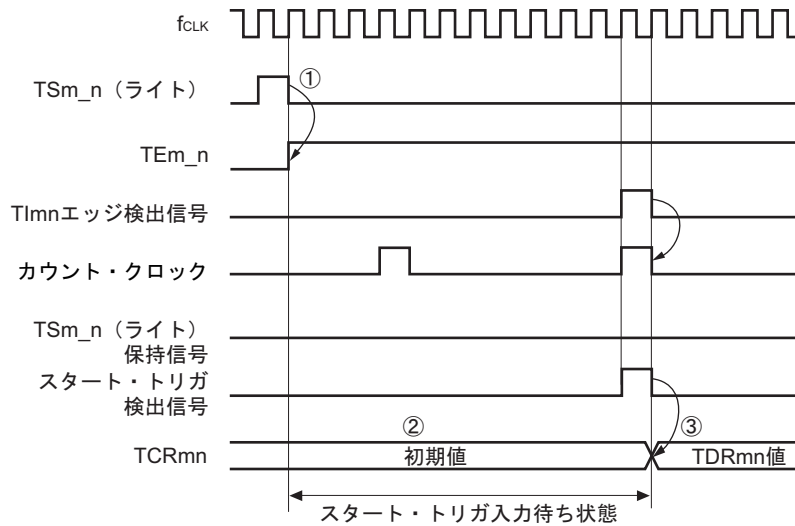 fCLK
TSm_n（ライト）
①
TEm_n
TImnエッジ検出信号
カウント・クロック
TSm_n（ライト）
保持信号
スタート・トリガ
検出信号
②
③
TCRmn
初期値
TDRmn値
スタート・トリガ入力待ち状態